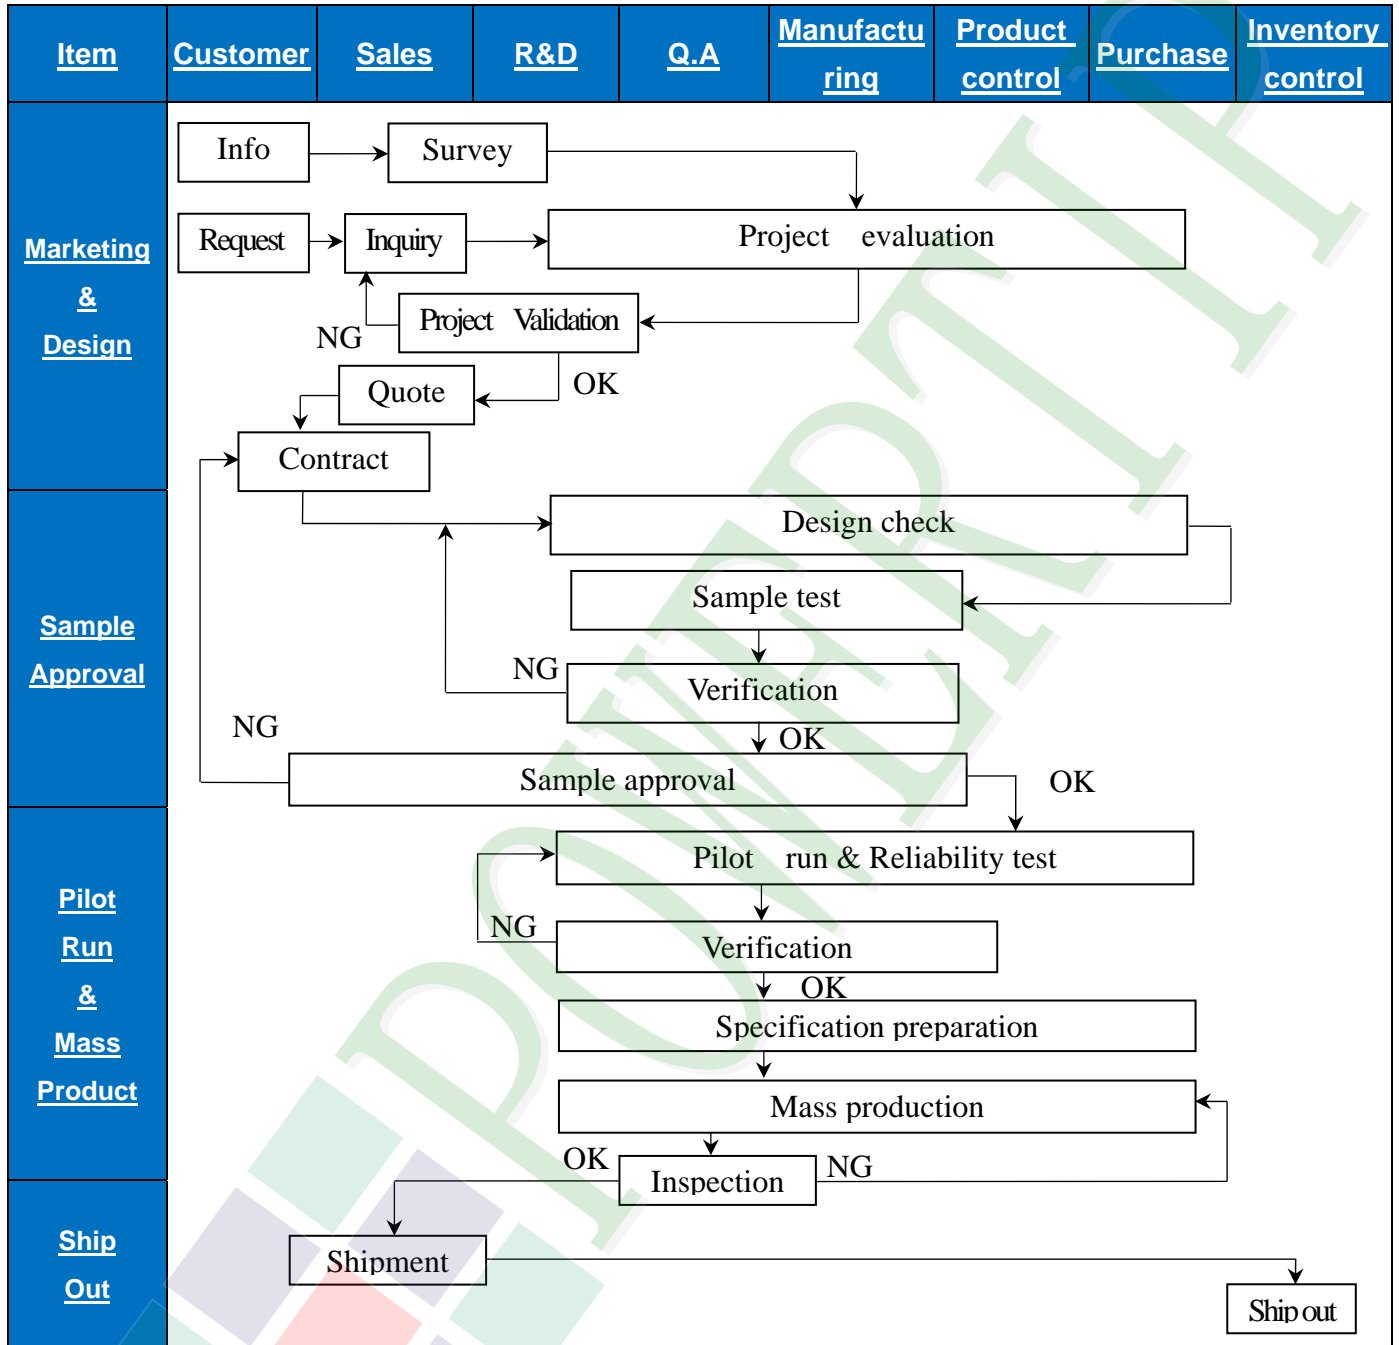 Item
Customer
Sales
R&D
Q.A
Manufactu
ring
Product
control
Purchase
Inventory
control
Marketing
&
Design
Info
Survey
Request
Inquiry
Project evaluation
NG
Project Validation
Quote
OK
Contract
Sample
Approval
Design check
Sample test
NG
Verification
NG
OK
Sample approval
OK
Pilot
Run
&
Mass
Product
Pilot run & Reliability test
NG
Verification
OK
Specification preparation
Mass production
OK
Inspection
NG
Ship
Out
Shipment
Ship out
POWERTIP